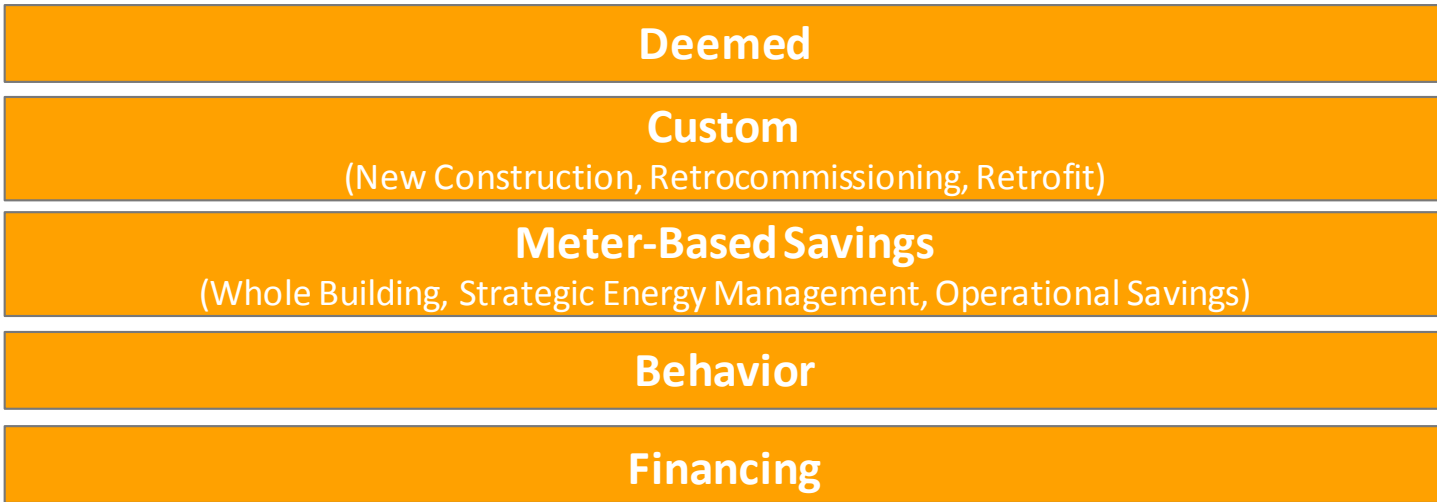 Deemed
Custom
(New Construction, Retrocommissioning, Retrofit)
Meter-Based Savings
(Whole Building, Strategic Energy Management, Operational Savings)
Behavior
Financing